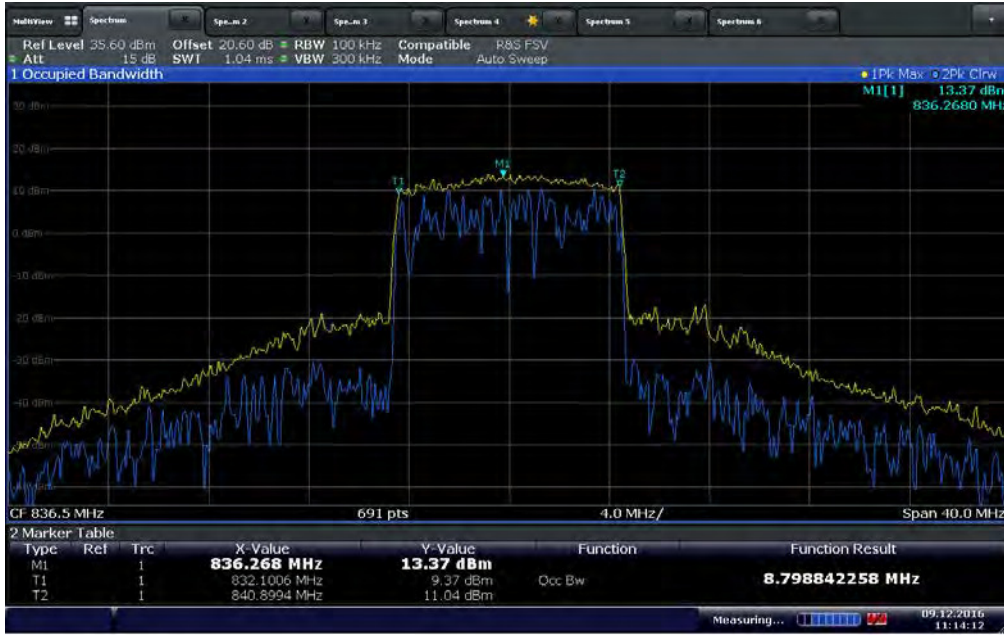 MultiView Spectrum X Spe...m 2 X Spe...m 3 X Spectrum 4 X Spectrum 5 X Spectrum 6 X
Ref Level 35.60 dBm Offset 20.60 dB RBW 100 kHz Compatible R&S FSV
Att 15 dB SWT 1.04 ms VBW 300 kHz Mode Auto Sweep
1 Occupied Bandwidth 1Pk Max 2Pk Clrw
M1[1] 13.37 dBm
836.2680 MHz
30 dBm
20 dBm
M1
T1 T2
10 dBm
0 dBm
-10 dBm
-20 dBm
-30 dBm
-40 dBm
CF 836.5 MHz 691 pts 4.0 MHz/ Span 40.0 MHz
2 Marker Table
Type Ref Trc X-Value Y-Value Function Function Result
M1 1 836.268 MHz 13.37 dBm
T1 1 832.1006 MHz 9.37 dBm Occ Bw 8.798842258 MHz
T2 1 840.8994 MHz 11.04 dBm
Measuring... 09.12.2016
11:14:12